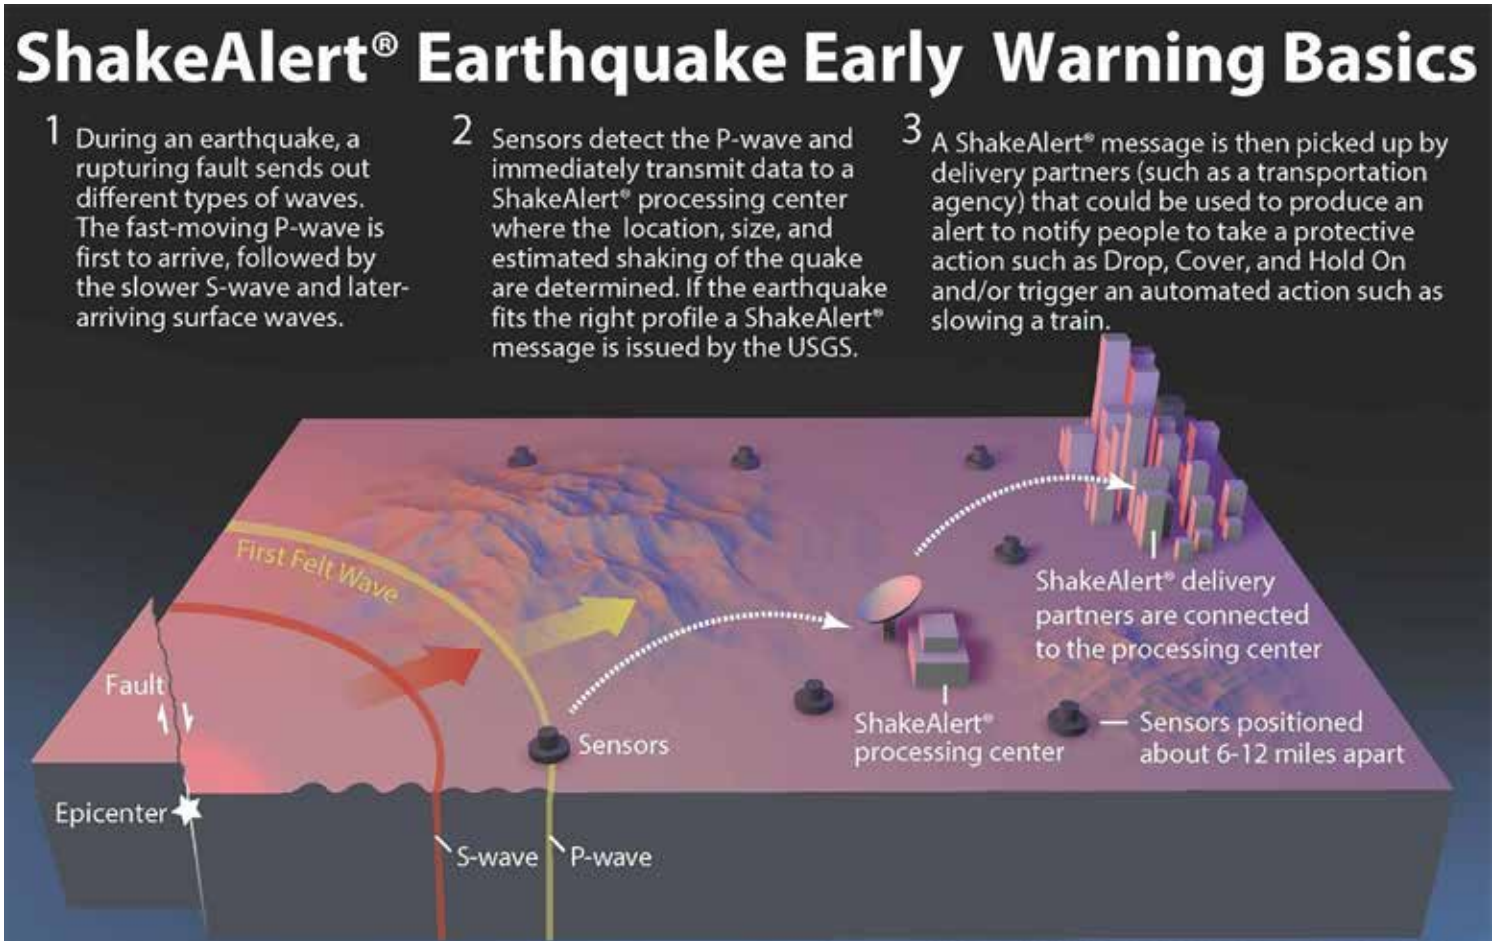 ShakeAlert® Earthquake Early Warning Basics
1 During an earthquake, a
rupturing fault sends out
different types of waves.
The fast-moving P-wave is
first to arrive, followed by
the slower S-wave and later-
arriving surface waves.
2 Sensors detect the P-wave and
immediately transmit data to a
ShakeAlert® processing center
where the location, size, and
estimated shaking of the quake
are determined. If the earthquake
fits the right profile a ShakeAlert®
message is issued by the USGS.
3 A ShakeAlert® message is then picked up by
delivery partners (such as a transportation
agency) that could be used to produce an
alert to notify people to take a protective
action such as Drop, Cover, and Hold On
and/or trigger an automated action such as
slowing a train.
First Felt Wave
Fault
Epicenter
S-wave
P-wave
Sensors
ShakeAlert®
processing center
ShakeAlert® delivery
partners are connected
to the processing center
Sensors positioned
about 6-12 miles apart